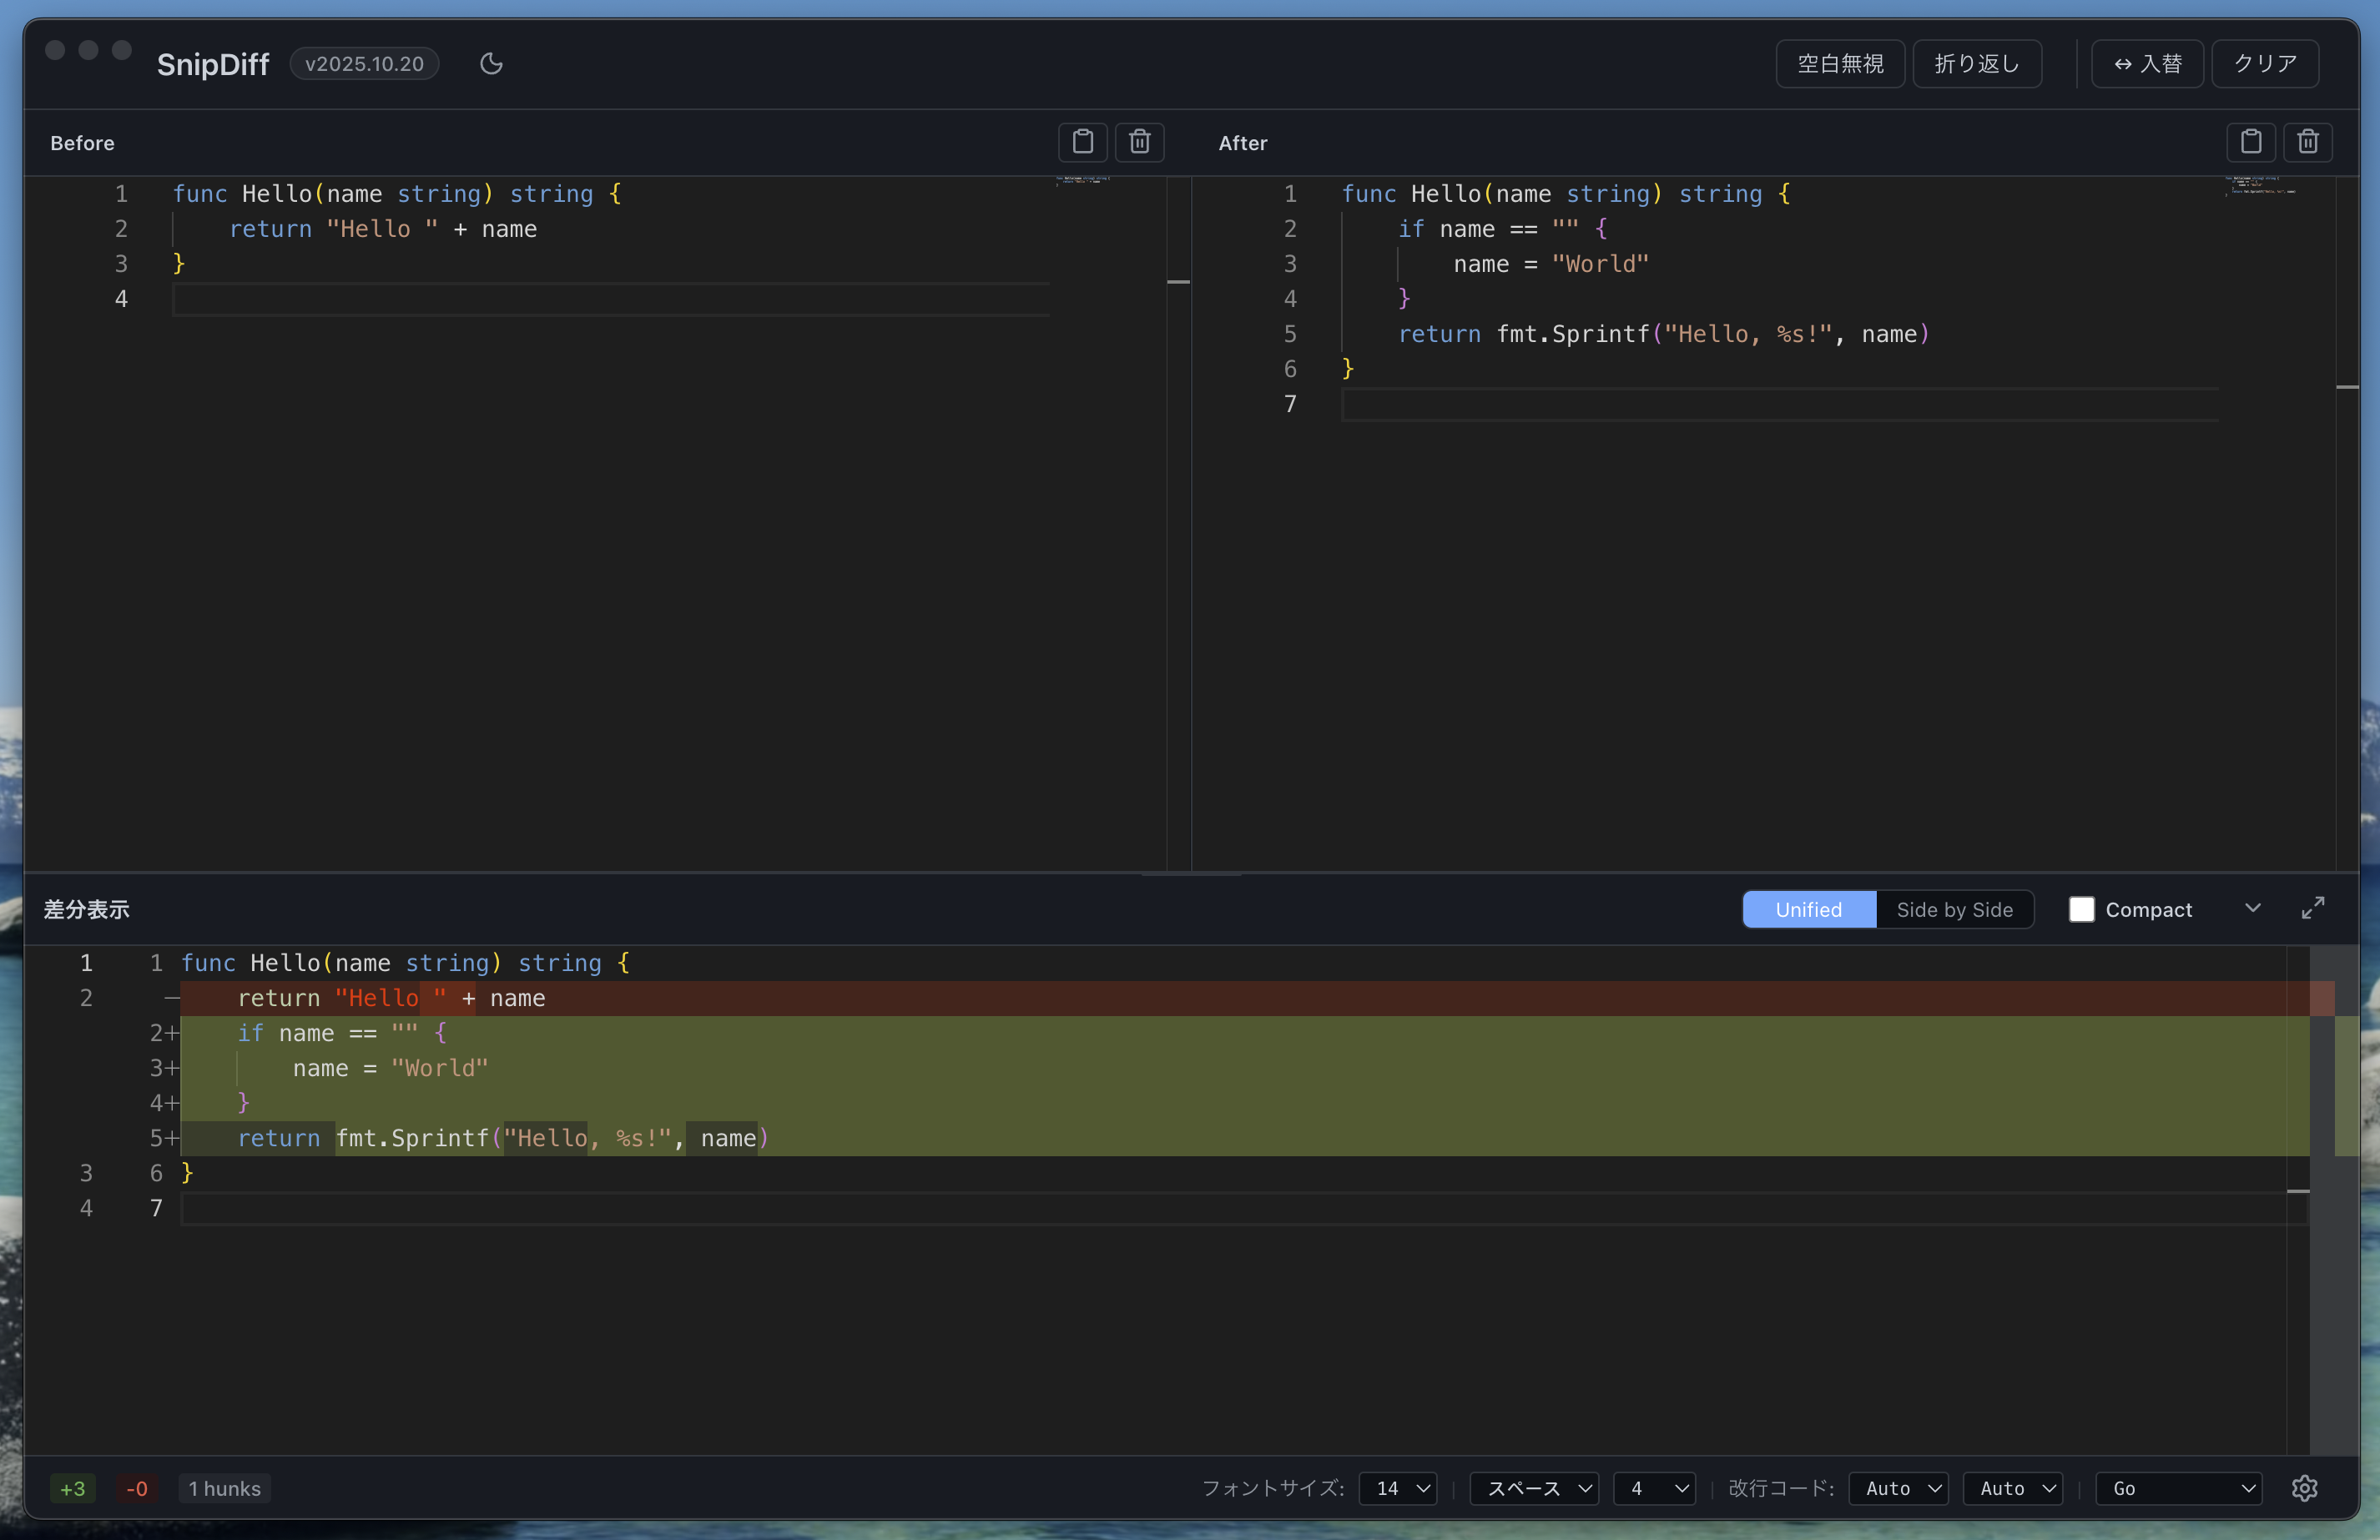 SnipDiff v2025.10.20 空白無視 折り返し ↔ 入替 クリア
Before
1 func Hello(name string) string {
2     return "Hello " + name
3 }
4
After
1 func Hello(name string) string {
2     if name == "" {
3         name = "World"
4     }
5     return fmt.Sprintf("Hello, %s!", name)
6 }
7
差分表示 Unified Side by Side Compact
1 1 func Hello(name string) string {
2 —     return "Hello " + name
2+     if name == "" {
3+         name = "World"
4+     }
5+     return fmt.Sprintf("Hello, %s!", name)
3 6 }
4 7
+3 -0 1 hunks フォントサイズ: 14 | スペース 4 | 改行コード: Auto Auto | Go